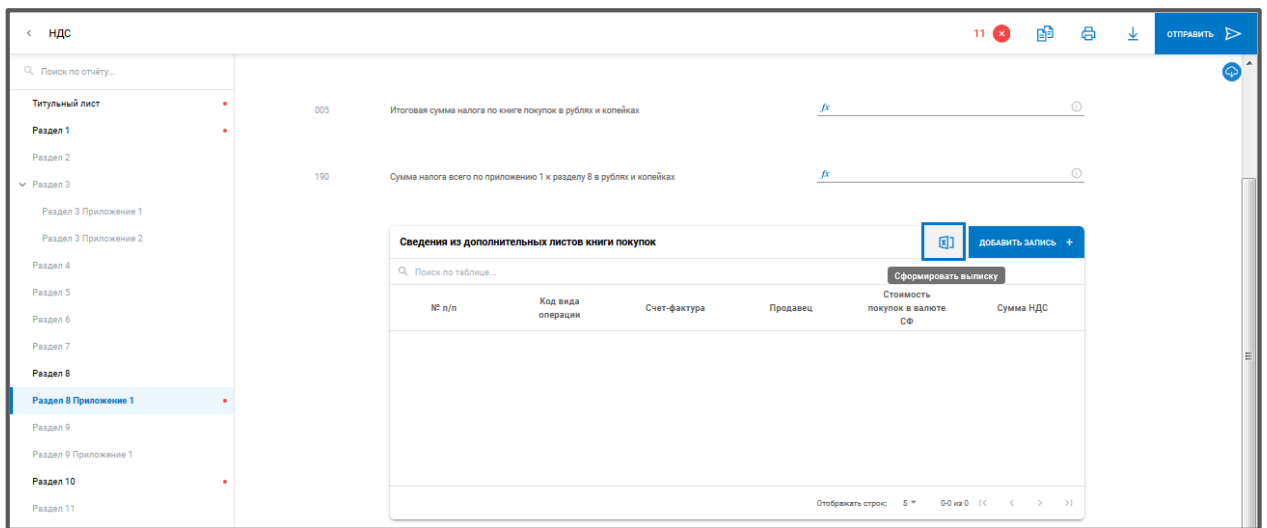 НДС
11
ОТПРАВИТЬ
Поиск по отчёту...
Титульный лист
Раздел 1
Раздел 2
Раздел 3
Раздел 3 Приложение 1
Раздел 3 Приложение 2
Раздел 4
Раздел 5
Раздел 6
Раздел 7
Раздел 8
Раздел 8 Приложение 1
Раздел 9
Раздел 9 Приложение 1
Раздел 10
Раздел 11
005 Итоговая сумма налога по книге покупок в рублях и копейках fx
190 Сумма налога всего по приложению 1 к разделу 8 в рублях и копейках fx
Сведения из дополнительных листов книги покупок
ДОБАВИТЬ ЗАПИСЬ +
Поиск по таблице...
Сформировать выписку
№ п/п
Код вида
операции
Счет-фактура
Продавец
Стоимость
покупок в валюте
СФ
Сумма НДС
Отображать строк: 5 0-0 из 0